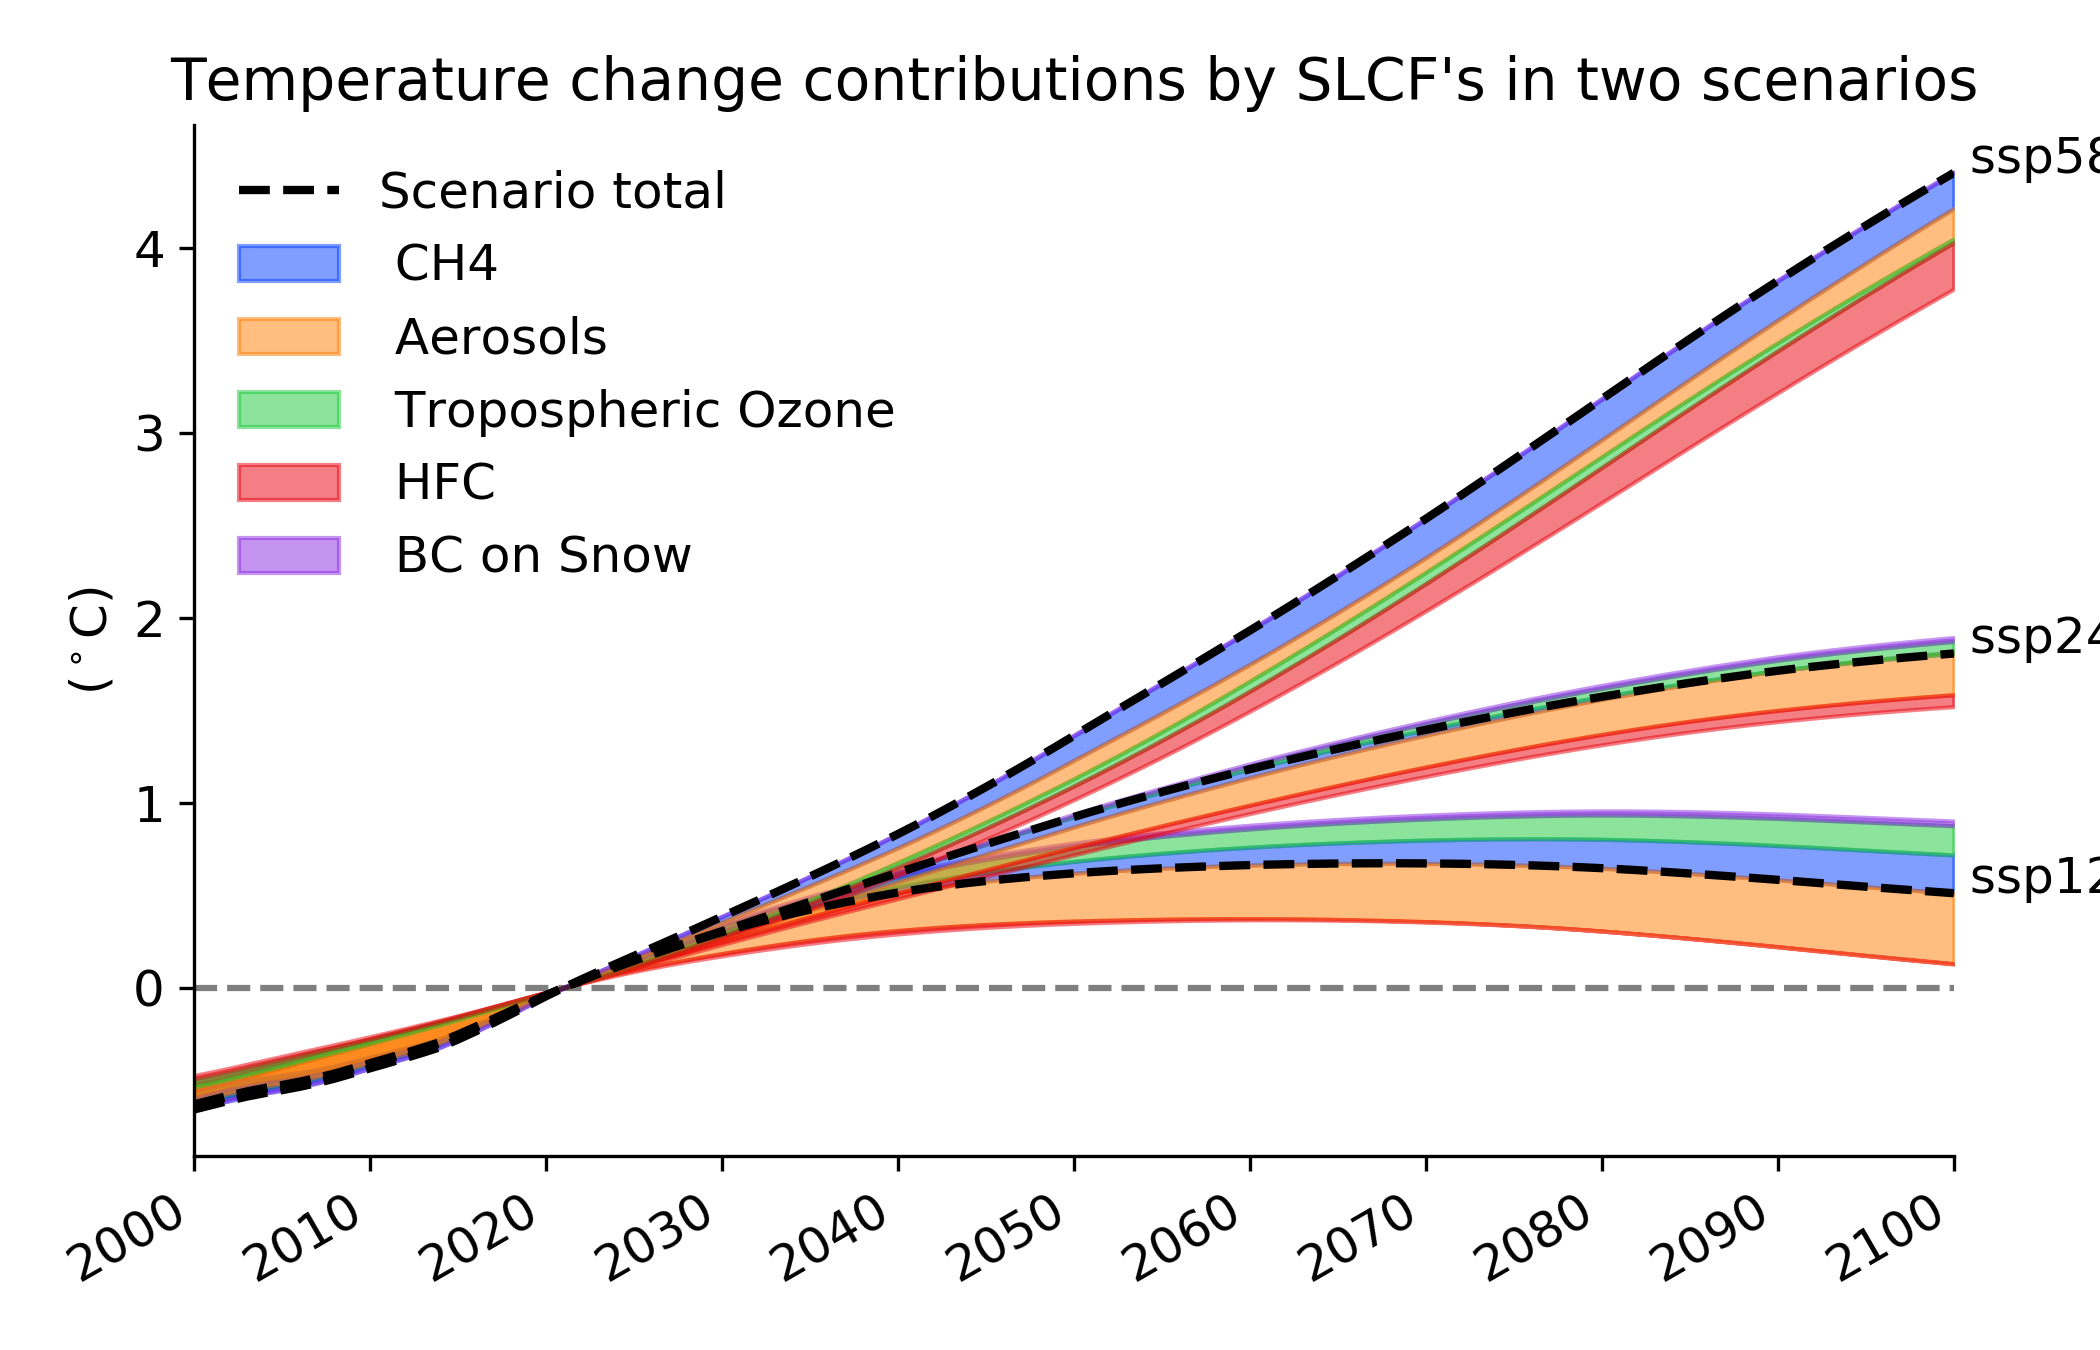 Temperature change contributions by SLCF's in two scenarios
ssp58
Scenario total
CH4
Aerosols
Tropospheric Ozone
HFC
BC on Snow
4
3
2
1
0
(°C)
ssp24
ssp12
2000
2010
2020
2030
2040
2050
2060
2070
2080
2090
2100